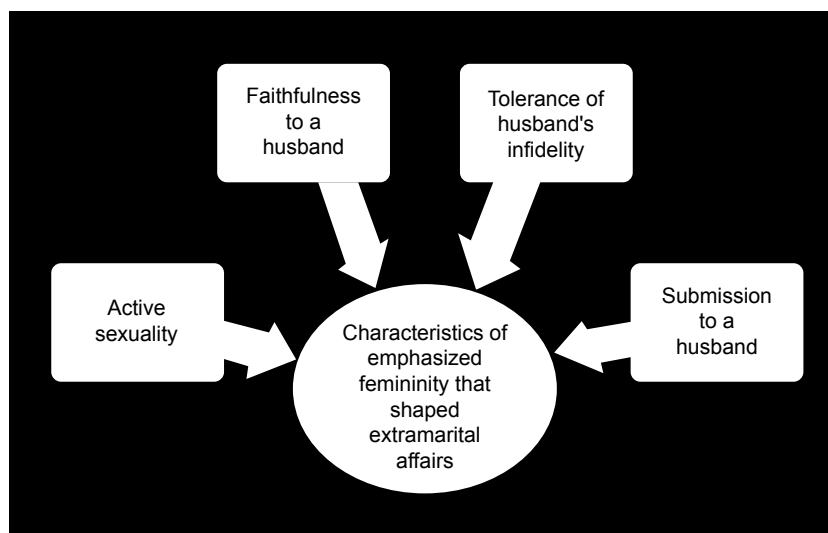 Faithfulness
to a
husband
Tolerance of
husband's
infidelity
Active
sexuality
Submission
to a
husband
Characteristics of
emphasized
femininity that
shaped
extramarital
affairs